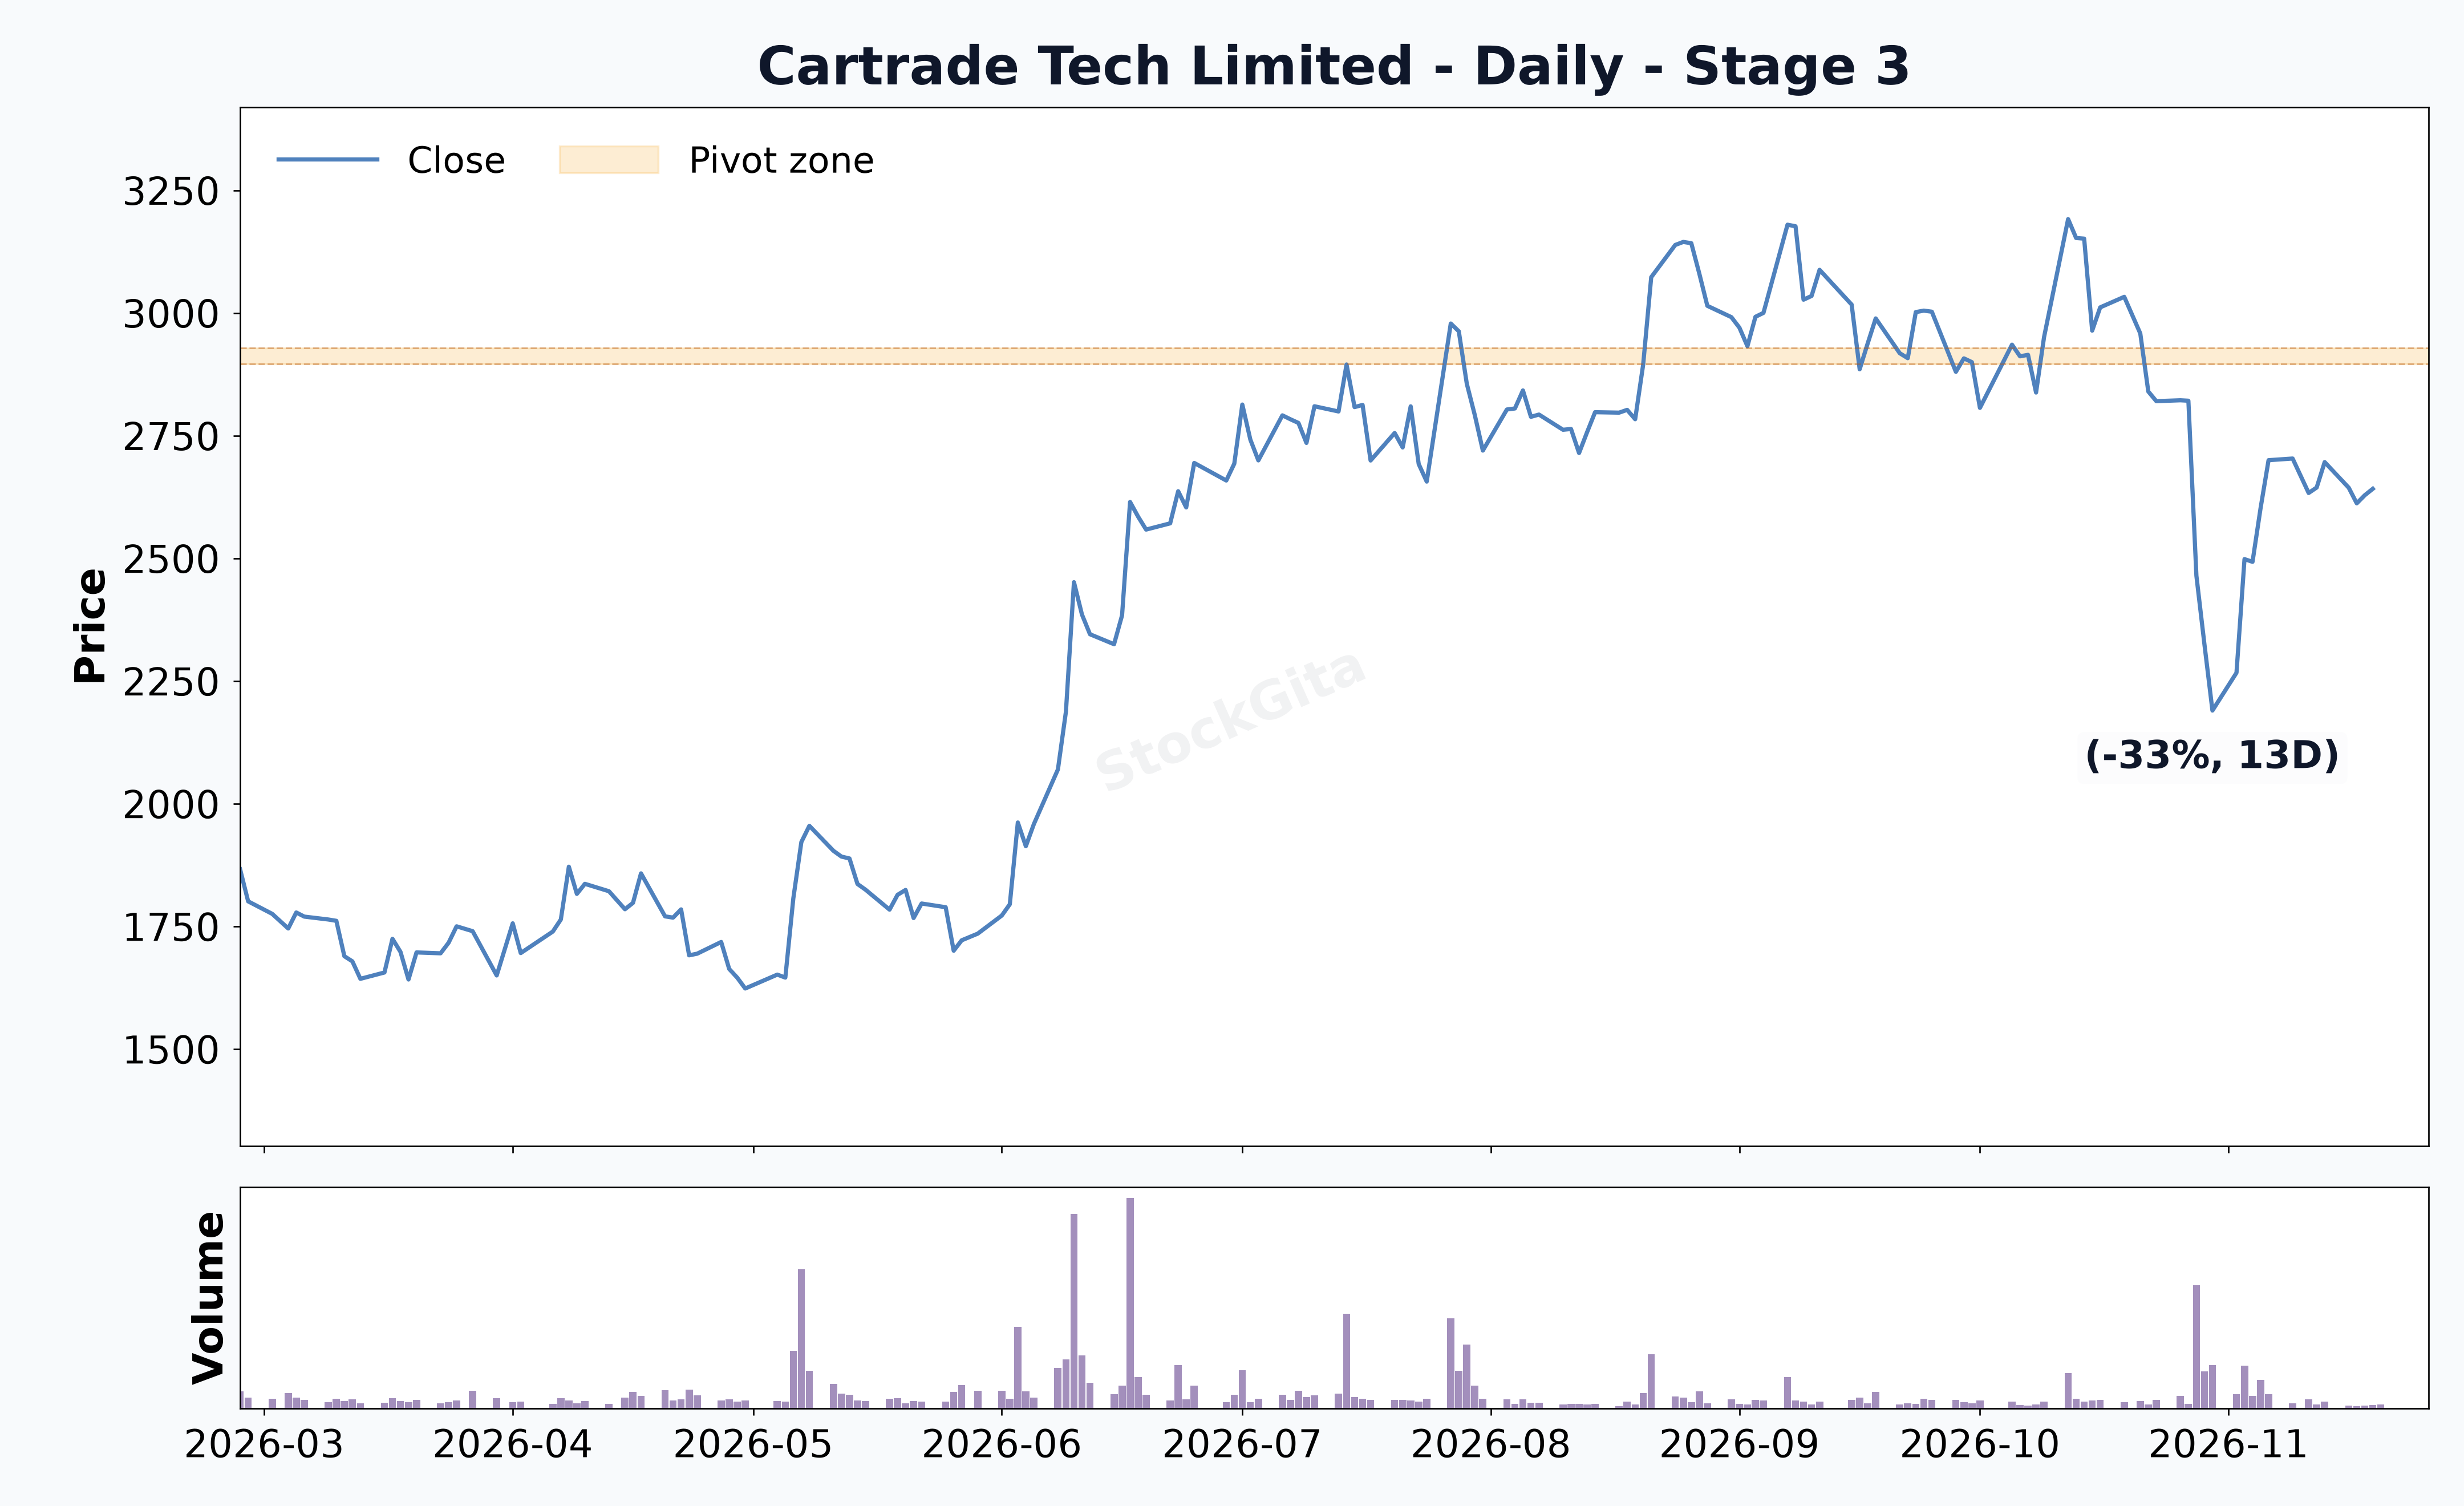 Cartrade Tech Limited - Daily - Stage 3
Close
Pivot zone
3250
3000
2750
2500
2250
2000
1750
1500
Price
StockGita
(-33%, 13D)
Volume
2026-03
2026-04
2026-05
2026-06
2026-07
2026-08
2026-09
2026-10
2026-11